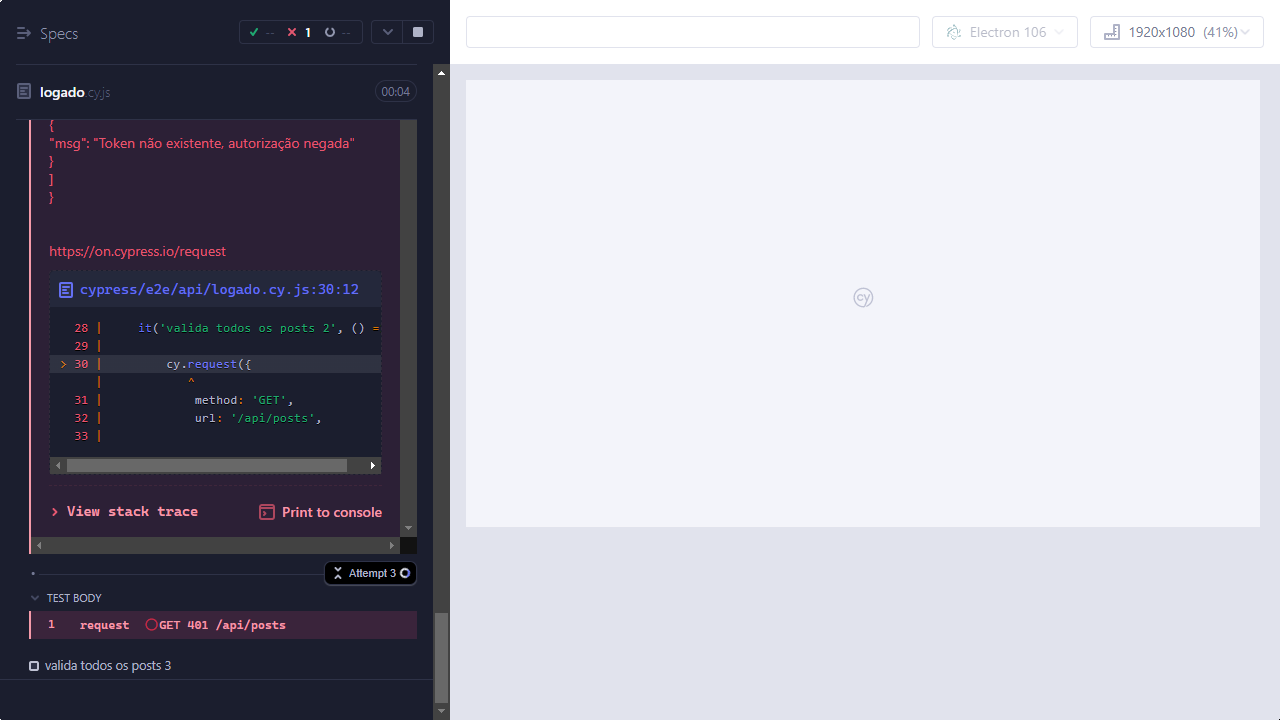 Specs
-- 1 --
Electron 106
1920x1080 (41%)
logado.cy.js
00:04
{
"msg": "Token não existente, autorização negada"
}
]
}
https://on.cypress.io/request
cypress/e2e/api/logado.cy.js:30:12
28 | it('valida todos os posts 2', () =
29 |
> 30 | cy.request({
| ^
31 | method: 'GET',
32 | url: '/api/posts',
33 |
> View stack trace
Print to console
Attempt 3
TEST BODY
1 request GET 401 /api/posts
valida todos os posts 3
cy